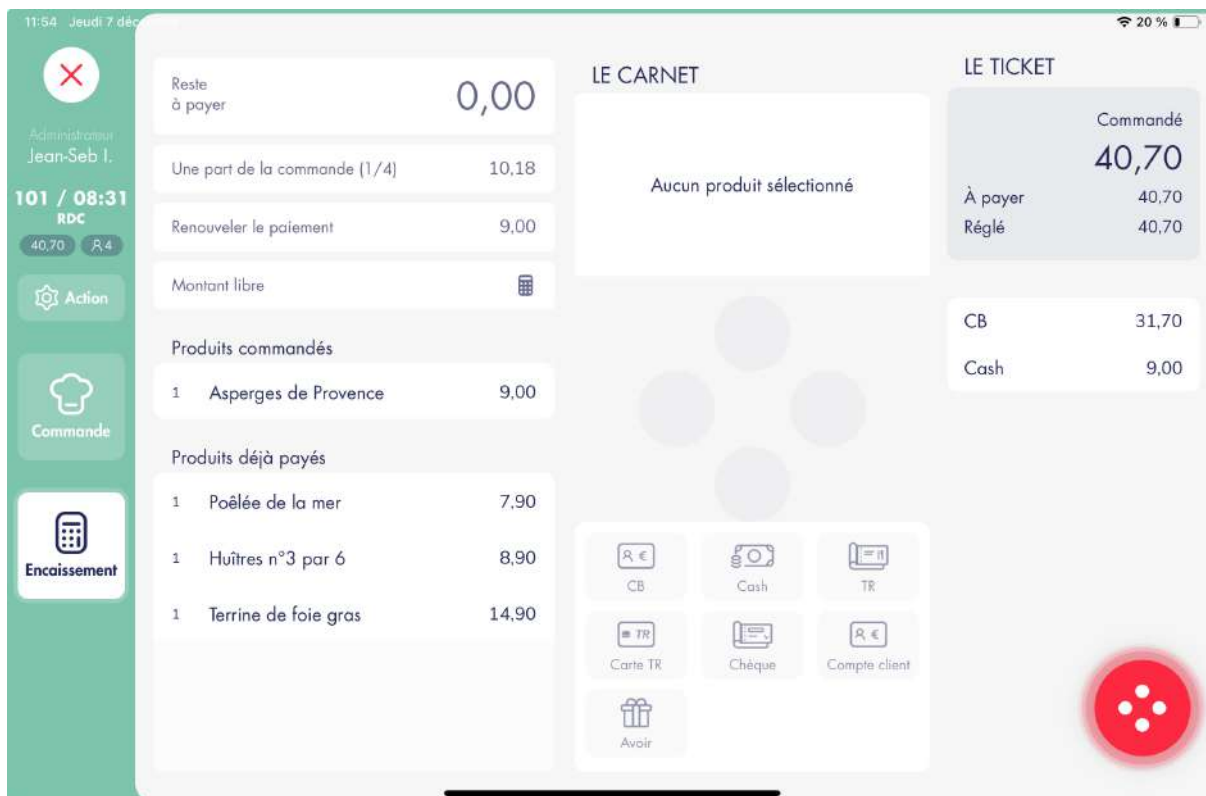 11:54 Jeudi 7 déc
20 %
Administrateur
Jean-Seb I.
101 / 08:31
RDC
40,70 4
Action
Commande
Encaissement
Reste
à payer
0,00
Une part de la commande (1/4) 10,18
Renouveler le paiement 9,00
Montant libre
Produits commandés
1 Asperges de Provence 9,00
Produits déjà payés
1 Poêlée de la mer 7,90
1 Huîtres n°3 par 6 8,90
1 Terrine de foie gras 14,90
LE CARNET
Aucun produit sélectionné
CB Cash TR
TR
Carte TR Chèque Compte client
Avoir
LE TICKET
Commandé
40,70
À payer 40,70
Réglé 40,70
CB 31,70
Cash 9,00